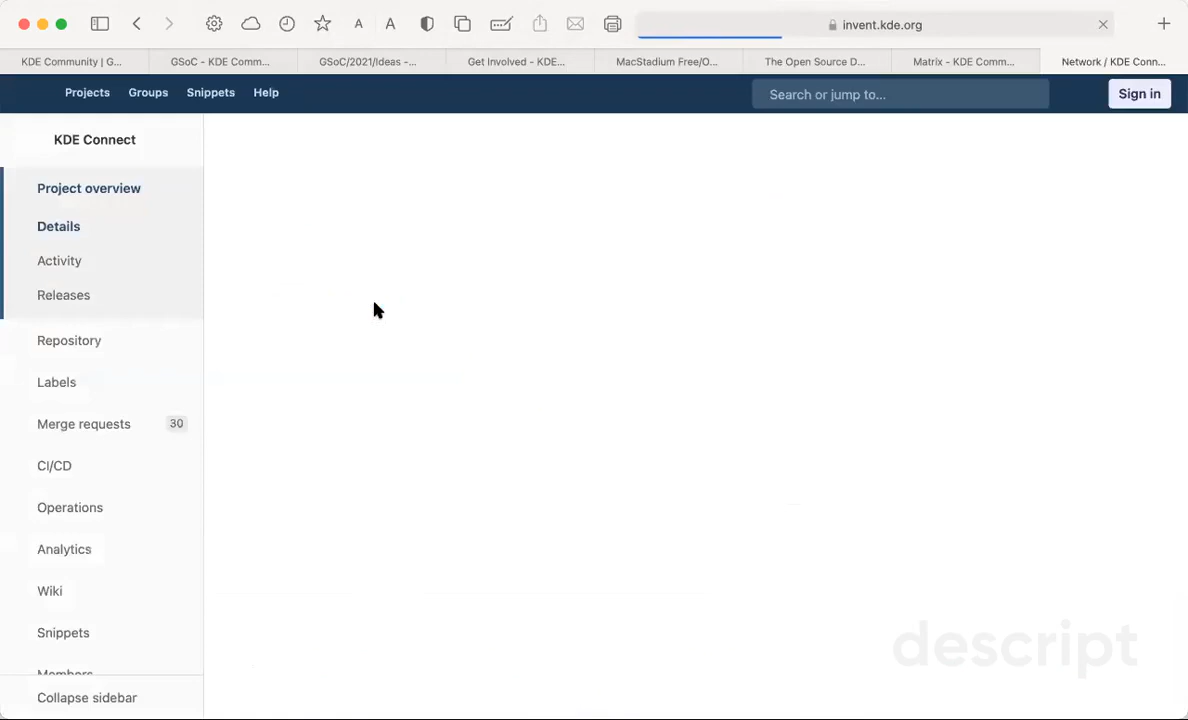 invent.kde.org
KDE Community | G...
GSoC - KDE Comm...
GSoC/2021/Ideas -...
Get Involved - KDE...
MacStadium Free/O...
The Open Source D...
Matrix - KDE Comm...
Network / KDE Conn...
Projects
Groups
Snippets
Help
Search or jump to...
Sign in
KDE Connect
Project overview
Details
Activity
Releases
Repository
Labels
Merge requests 30
CI/CD
Operations
Analytics
Wiki
Snippets
Members
Collapse sidebar
descript